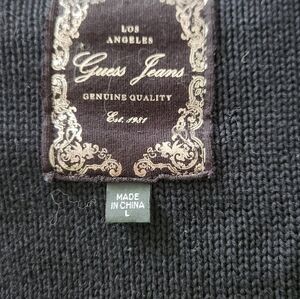 LOS
ANGELES
Guess Jeans
GENUINE QUALITY
Est. 1981
MADE
IN CHINA
L